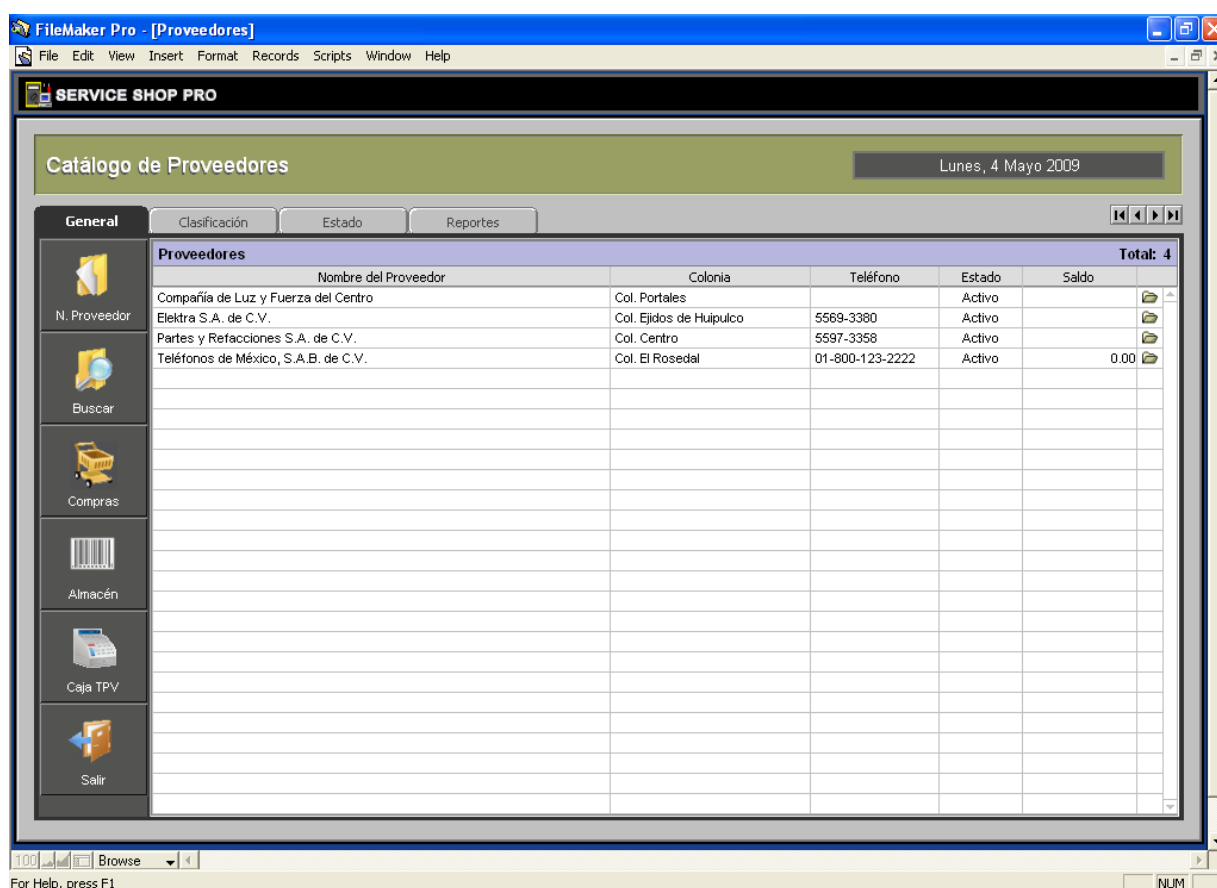 FileMaker Pro - [Proveedores]
File Edit View Insert Format Records Scripts Window Help
SERVICE SHOP PRO
Catálogo de Proveedores
Lunes, 4 Mayo 2009
General Clasificación Estado Reportes
Proveedores Total: 4
Nombre del Proveedor Colonia Teléfono Estado Saldo
Compañía de Luz y Fuerza del Centro Col. Portales Activo
Elektra S.A. de C.V. Col. Ejidos de Huipulco 5569-3380 Activo
Partes y Refacciones S.A. de C.V. Col. Centro 5597-3358 Activo
Teléfonos de México, S.A.B. de C.V. Col. El Rosedal 01-800-123-2222 Activo 0.00
N. Proveedor
Buscar
Compras
Almacén
Caja TPV
Salir
100 Browse
For Help, press F1 NUM